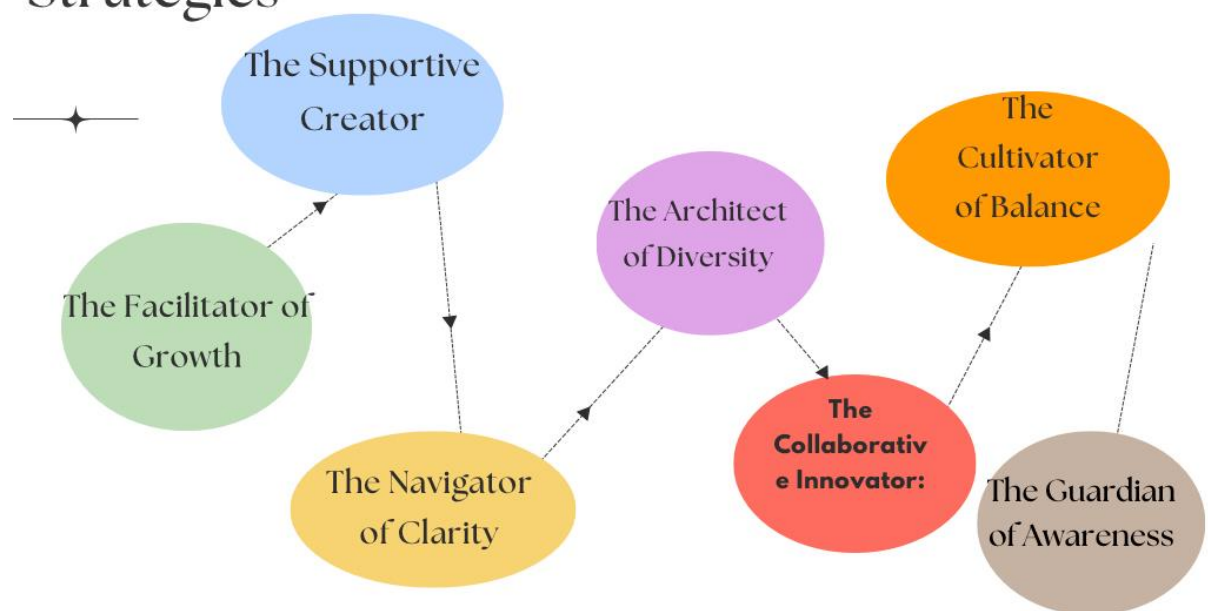 Strategies
The Supportive
Creator
The Facilitator of
Growth
The Navigator
of Clarity
The Architect
of Diversity
The
Collaborativ
e Innovator:
The
Cultivator
of Balance
The Guardian
of Awareness